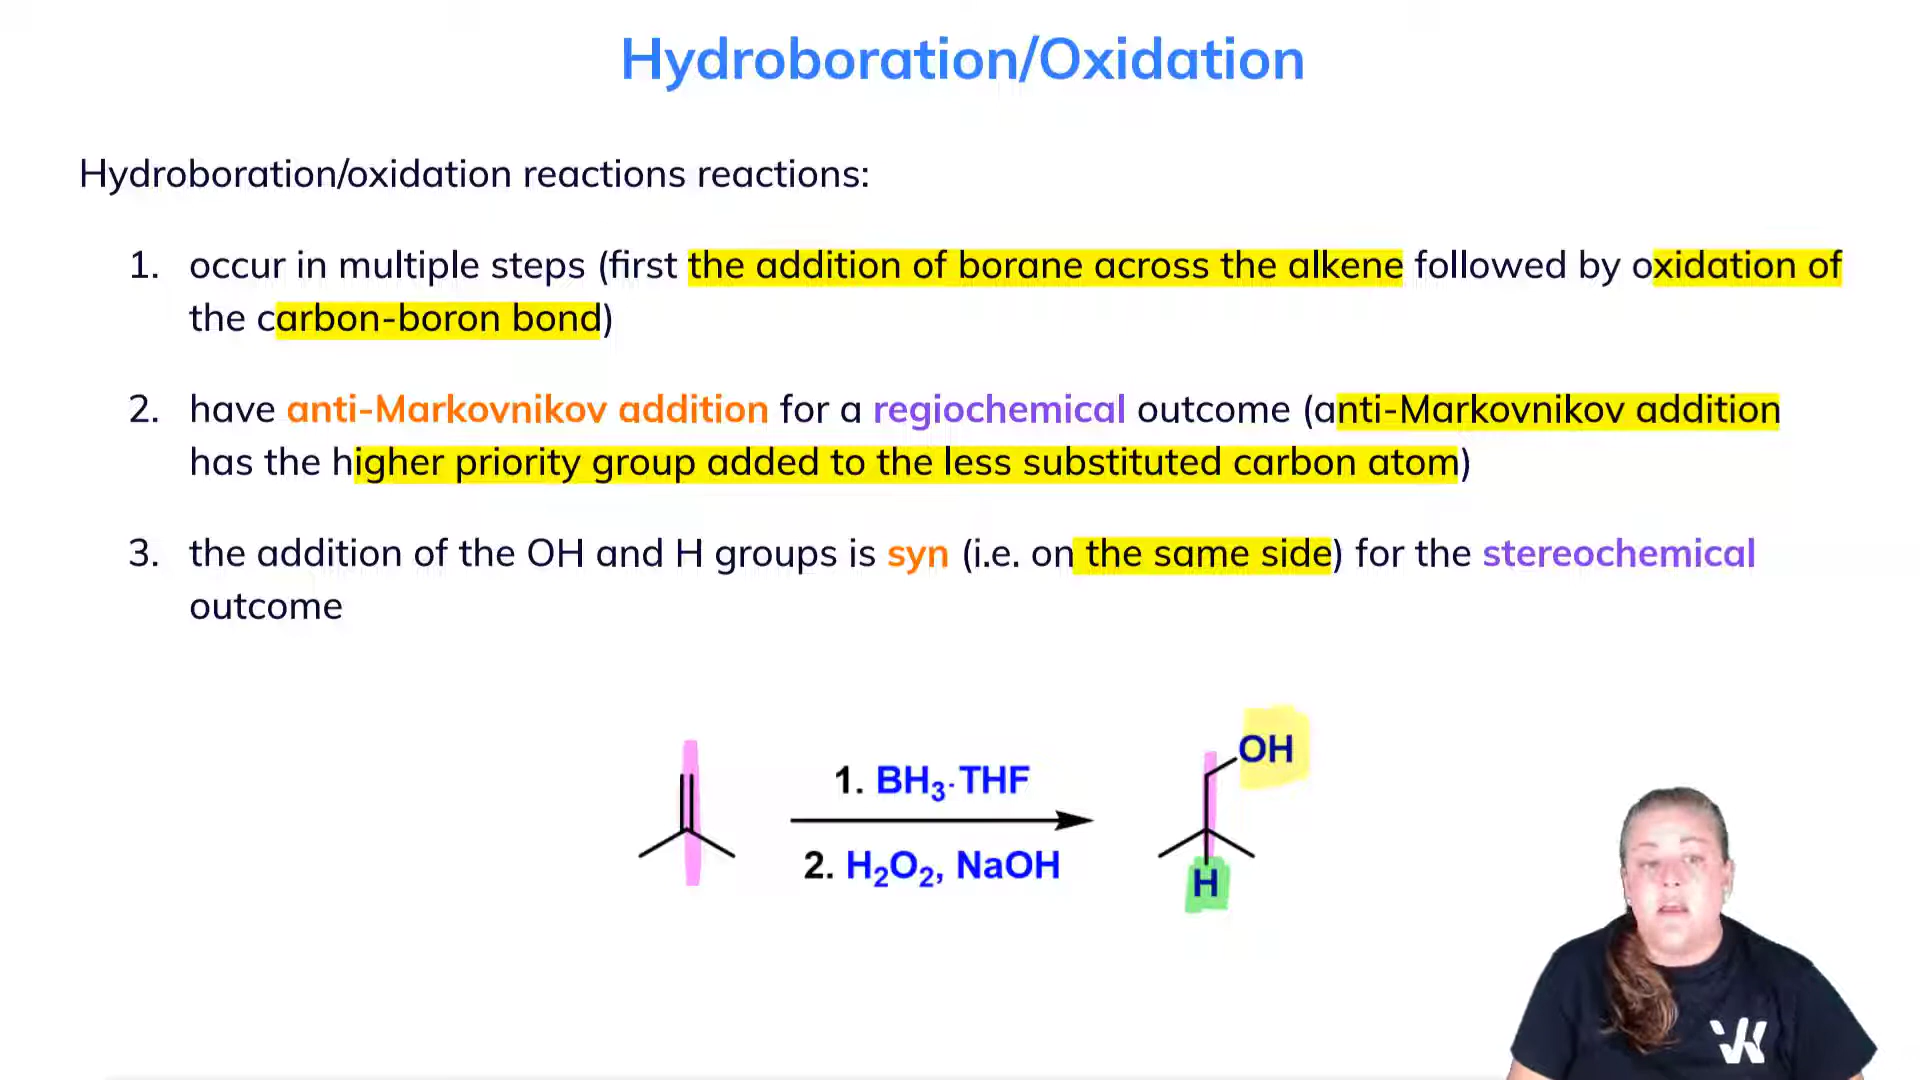 Hydroboration/Oxidation
Hydroboration/oxidation reactions reactions:
1. occur in multiple steps (first the addition of borane across the alkene followed by oxidation of
the carbon-boron bond)
2. have anti-Markovnikov addition for a regiochemical outcome (anti-Markovnikov addition
has the higher priority group added to the less substituted carbon atom)
3. the addition of the OH and H groups is syn (i.e. on the same side) for the stereochemical
outcome
OH
1. BH₃·THF
2. H₂O₂, NaOH
H